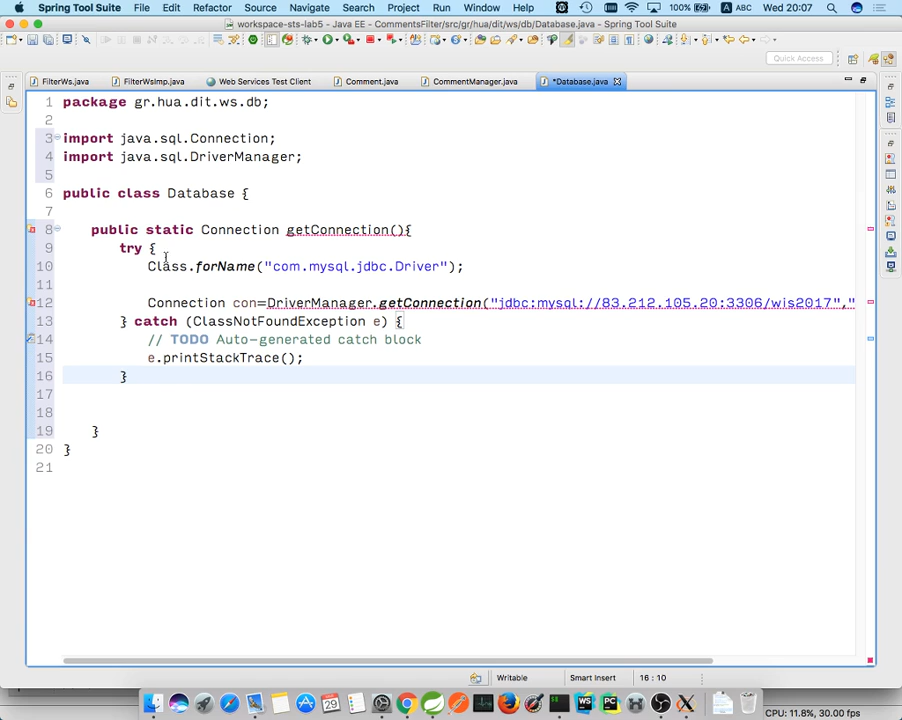 Spring Tool Suite File Edit Refactor Source Navigate Search Project Run Window Help 100% ABC Wed 20:07
workspace-sts-lab5 - Java EE - CommentsFilter/src/gr/hua/dit/ws/db/Database.java - Spring Tool Suite
Quick Access
FilterWs.java FilterWsImp.java Web Services Test Client Comment.java CommentManager.java *Database.java
1 package gr.hua.dit.ws.db;
2
3 import java.sql.Connection;
4 import java.sql.DriverManager;
5
6 public class Database {
7
8 public static Connection getConnection(){
9 try {
10 Class.forName("com.mysql.jdbc.Driver");
11
12 Connection con=DriverManager.getConnection("jdbc:mysql://83.212.105.20:3306/wis2017","
13 } catch (ClassNotFoundException e) {
14 // TODO Auto-generated catch block
15 e.printStackTrace();
16 }
17
18
19 }
20 }
21
Writable Smart Insert 16 : 10
CPU: 11.8%, 30.00 fps